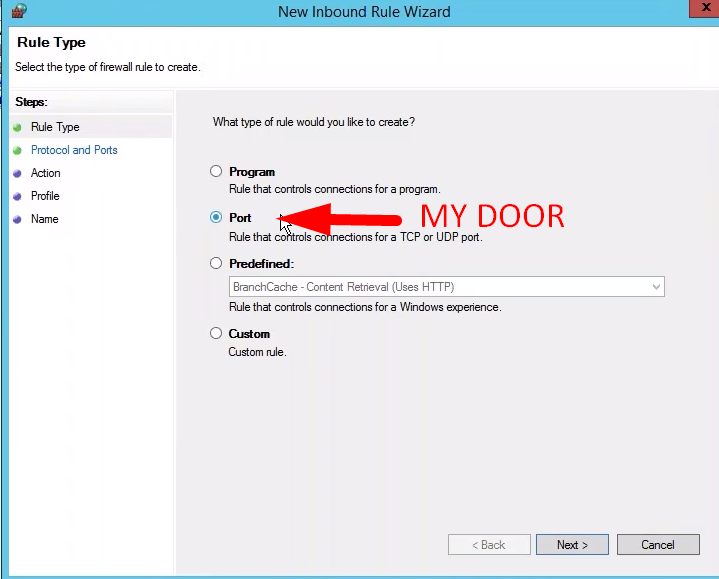 New Inbound Rule Wizard
x
Rule Type
Select the type of firewall rule to create.
Steps:
Rule Type
Protocol and Ports
Action
Profile
Name
What type of rule would you like to create?
Program
Rule that controls connections for a program.
Port
MY DOOR
Rule that controls connections for a TCP or UDP port.
Predefined:
BranchCache - Content Retrieval (Uses HTTP)
Rule that controls connections for a Windows experience.
Custom
Custom rule.
< Back
Next >
Cancel